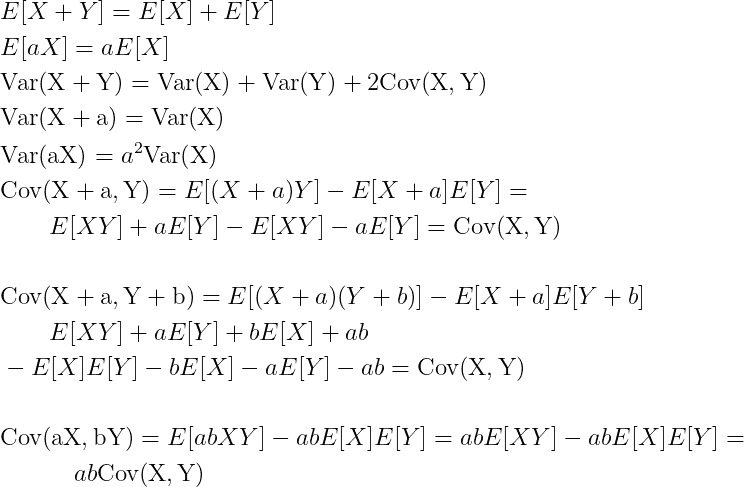 E[X + Y] = E[X] + E[Y]
E[aX] = aE[X]
Var(X + Y) = Var(X) + Var(Y) + 2Cov(X, Y)
Var(X + a) = Var(X)
Var(aX) = a²Var(X)
Cov(X + a, Y) = E[(X + a)Y] − E[X + a]E[Y] =
E[XY] + aE[Y] − E[XY] − aE[Y] = Cov(X, Y)
Cov(X + a, Y + b) = E[(X + a)(Y + b)] − E[X + a]E[Y + b]
E[XY] + aE[Y] + bE[X] + ab
− E[X]E[Y] − bE[X] − aE[Y] − ab = Cov(X, Y)
Cov(aX, bY) = E[abXY] − abE[X]E[Y] = abE[XY] − abE[X]E[Y] =
abCov(X, Y)